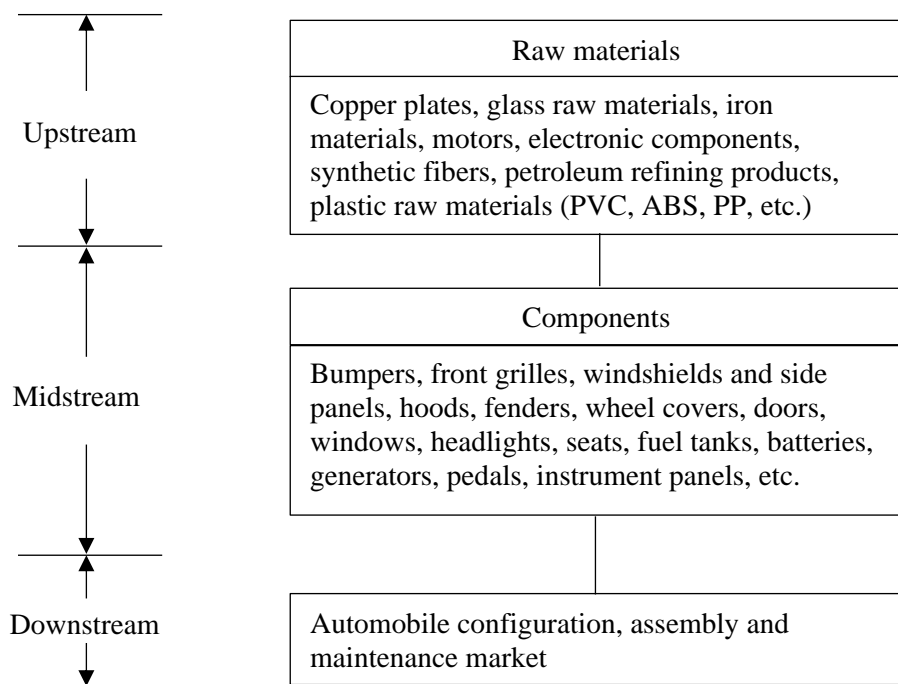 Upstream
Raw materials
Copper plates, glass raw materials, iron
materials, motors, electronic components,
synthetic fibers, petroleum refining products,
plastic raw materials (PVC, ABS, PP, etc.)
Midstream
Components
Bumpers, front grilles, windshields and side
panels, hoods, fenders, wheel covers, doors,
windows, headlights, seats, fuel tanks, batteries,
generators, pedals, instrument panels, etc.
Downstream
Automobile configuration, assembly and
maintenance market